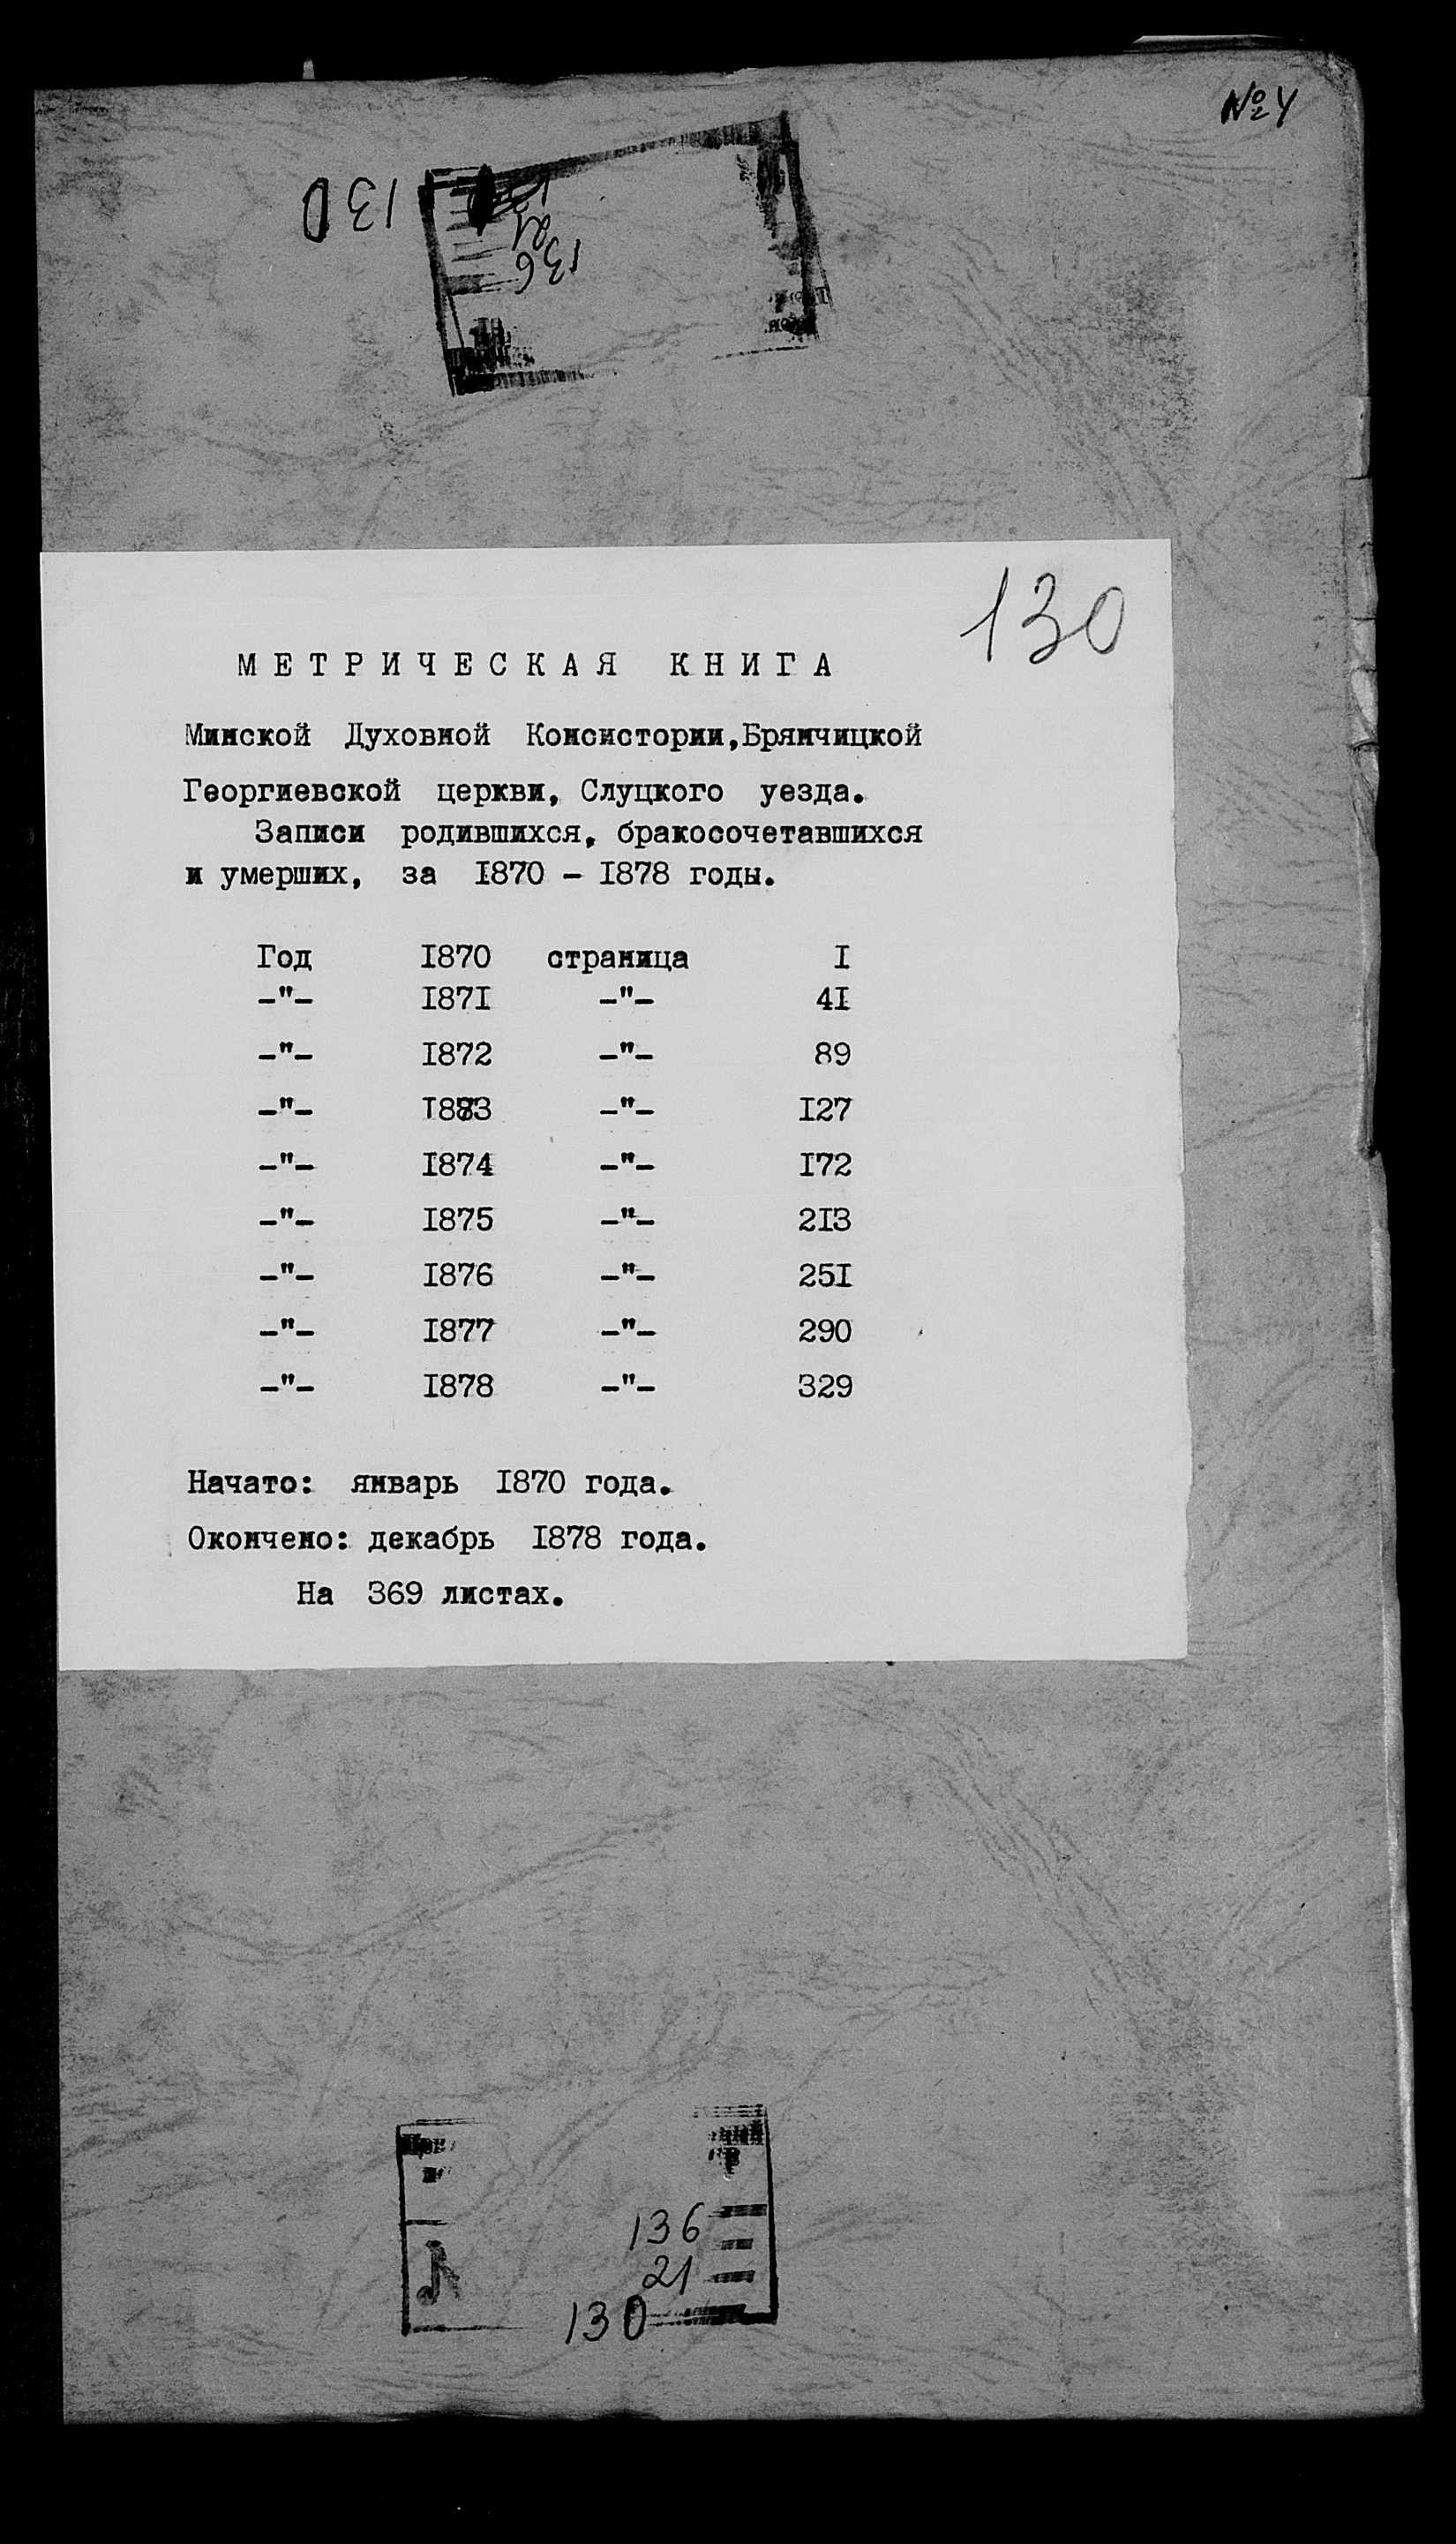 № 4
130
136
21
130
МЕТРИЧЕСКАЯ КНИГА
Минской Духовной Консистории, Брянчицкой
Георгиевской церкви, Слуцкого уезда.
Записи родившихся, бракосочетавшихся
и умерших, за 1870 - 1878 годы.
Год 1870 страница 1
-"- 1871 -"- 41
-"- 1872 -"- 89
-"- 1873 -"- 127
-"- 1874 -"- 172
-"- 1875 -"- 213
-"- 1876 -"- 251
-"- 1877 -"- 290
-"- 1878 -"- 329
Начато: январь 1870 года.
Окончено: декабрь 1878 года.
На 369 листах.
136
21
130